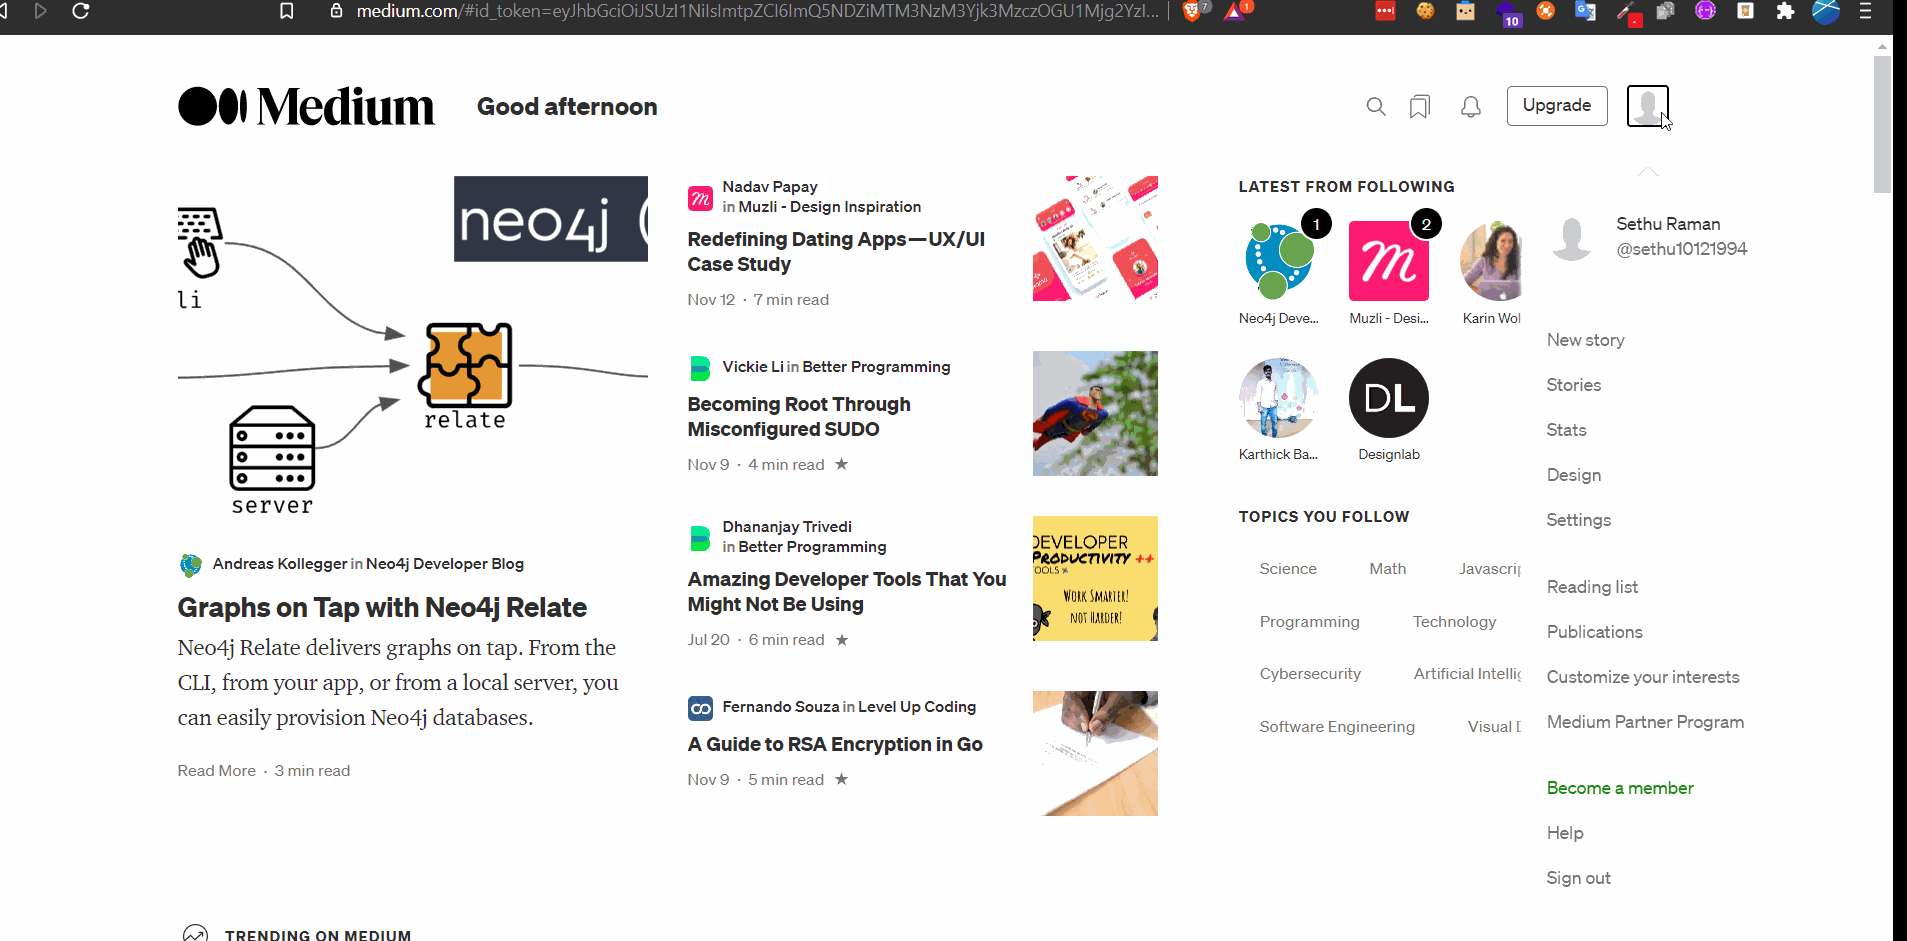 medium.com/#id_token=eyJhbGciOiJSUzI1NiIsImtpZCI6ImQ5NDZiMTM3NzM3Yjk3MzczOGU1Mjg2YzI...
7
1
10
Medium
Good afternoon
Upgrade
neo4j
li
relate
server
Andreas Kollegger in Neo4j Developer Blog
Graphs on Tap with Neo4j Relate
Neo4j Relate delivers graphs on tap. From the
CLI, from your app, or from a local server, you
can easily provision Neo4j databases.
Read More · 3 min read
Nadav Papay
in Muzli - Design Inspiration
Redefining Dating Apps — UX/UI
Case Study
Nov 12 · 7 min read
Vickie Li in Better Programming
Becoming Root Through
Misconfigured SUDO
Nov 9 · 4 min read ★
Dhananjay Trivedi
in Better Programming
Amazing Developer Tools That You
Might Not Be Using
Jul 20 · 6 min read ★
DEVELOPER
PRODUCTIVITY ++
TOOLS
WORK SMARTER!
NOT HARDER!
Fernando Souza in Level Up Coding
A Guide to RSA Encryption in Go
Nov 9 · 5 min read ★
LATEST FROM FOLLOWING
1
2
Neo4j Deve...
Muzli - Desi...
Karin Wol
DL
Karthick Ba...
Designlab
TOPICS YOU FOLLOW
Science
Math
Javascrip
Programming
Technology
Cybersecurity
Artificial Intellig
Software Engineering
Visual D
Sethu Raman
@sethu10121994
New story
Stories
Stats
Design
Settings
Reading list
Publications
Customize your interests
Medium Partner Program
Become a member
Help
Sign out
TRENDING ON MEDIUM